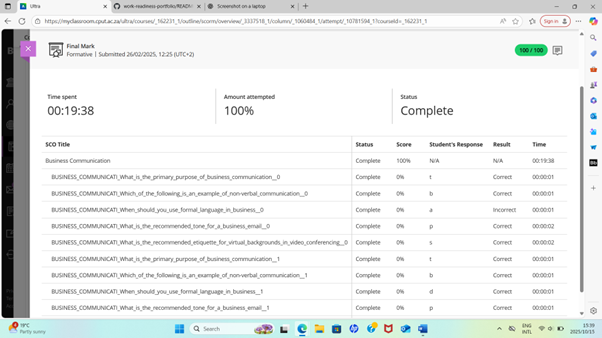 Ultra
work-readiness-portfolio/READM
Screenshot on a laptop
https://myclassroom.cput.ac.za/ultra/courses/_162231_1/outline/scorm/overview/_3337518_1/column/_1060484_1/attempt/_10781594_1?courseId=_162231_1
Sign in
Final Mark
Formative | Submitted 26/02/2025, 12:25 (UTC+2)
100 / 100
Time spent Amount attempted Status
00:19:38 100% Complete
SCO Title Status Score Student's Response Result Time
Business Communication Complete 100% N/A N/A 00:19:38
BUSINESS_COMMUNICATI_What_is_the_primary_purpose_of_business_communication__0 Complete 0% t Correct 00:00:01
BUSINESS_COMMUNICATI_Which_of_the_following_is_an_example_of_non-verbal_communication__0 Complete 0% b Correct 00:00:01
BUSINESS_COMMUNICATI_When_should_you_use_formal_language_in_business__0 Complete 0% a Incorrect 00:00:01
BUSINESS_COMMUNICATI_What_is_the_recommended_tone_for_a_business_email__0 Complete 0% p Correct 00:00:02
BUSINESS_COMMUNICATI_What_is_the_recommended_etiquette_for_virtual_backgrounds_in_video_conferencing__0 Complete 0% s Correct 00:00:02
BUSINESS_COMMUNICATI_What_is_the_primary_purpose_of_business_communication__1 Complete 0% t Correct 00:00:01
BUSINESS_COMMUNICATI_Which_of_the_following_is_an_example_of_non-verbal_communication__1 Complete 0% b Correct 00:00:01
BUSINESS_COMMUNICATI_When_should_you_use_formal_language_in_business__1 Complete 0% d Correct 00:00:01
BUSINESS_COMMUNICATI_What_is_the_recommended_tone_for_a_business_email__1 Complete 0% p Correct 00:00:01
19°C
Partly sunny
Search
ENG
INTL
15:39
2025/10/15